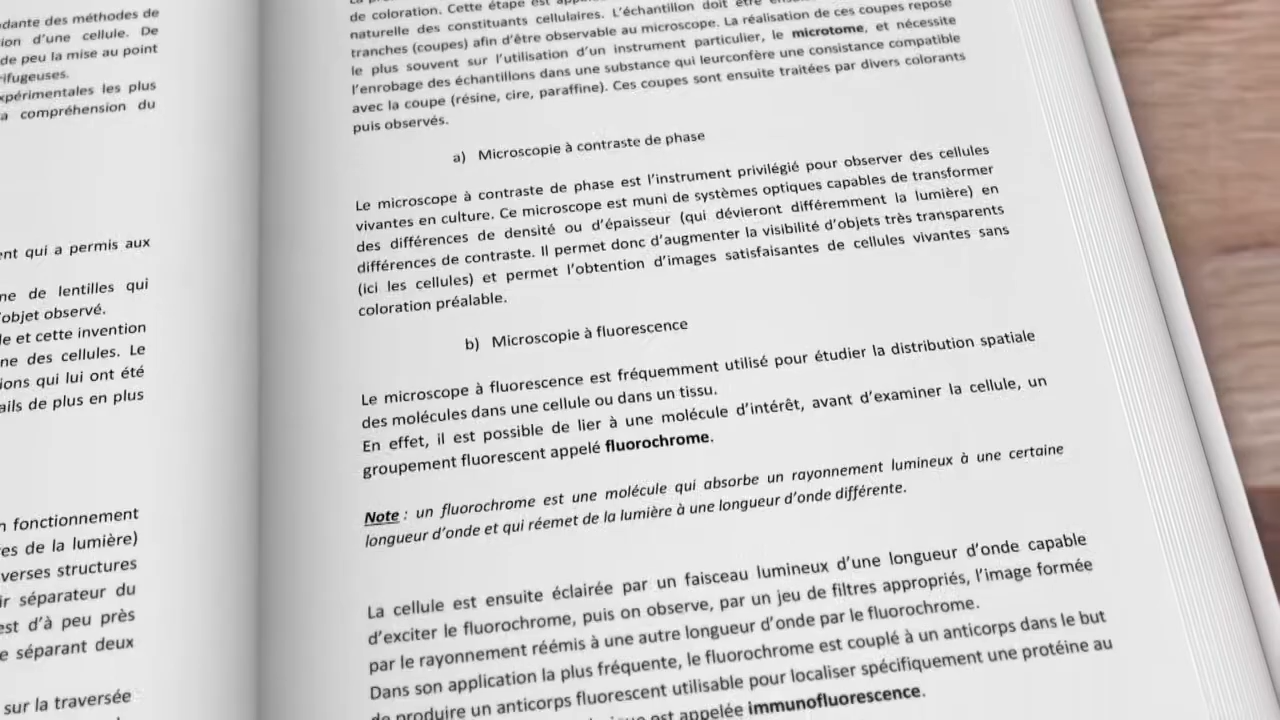 dante des méthodes de
ion d'une cellule. De
de peu la mise au point
rifugeuses.
xpérimentales les plus
a compréhension du
ent qui a permis aux
ne de lentilles qui
'objet observé.
le et cette invention
ne des cellules. Le
ions qui lui ont été
ails de plus en plus
n fonctionnement
es de la lumière)
verses structures
ir séparateur du
est d'à peu près
e séparant deux
sur la traversée
de coloration. Cette étape est
naturelle des constituants cellulaires. L'échantillon doit être
tranches (coupes) afin d'être observable au microscope. La réalisation de ces coupes repose
le plus souvent sur l'utilisation d'un instrument particulier, le microtome, et nécessite
l'enrobage des échantillons dans une substance qui leurconfère une consistance compatible
avec la coupe (résine, cire, paraffine). Ces coupes sont ensuite traitées par divers colorants
puis observés.
a) Microscopie à contraste de phase
Le microscope à contraste de phase est l'instrument privilégié pour observer des cellules
vivantes en culture. Ce microscope est muni de systèmes optiques capables de transformer
des différences de densité ou d'épaisseur (qui dévieront différemment la lumière) en
différences de contraste. Il permet donc d'augmenter la visibilité d'objets très transparents
(ici les cellules) et permet l'obtention d'images satisfaisantes de cellules vivantes sans
coloration préalable.
b) Microscopie à fluorescence
Le microscope à fluorescence est fréquemment utilisé pour étudier la distribution spatiale
des molécules dans une cellule ou dans un tissu.
En effet, il est possible de lier à une molécule d'intérêt, avant d'examiner la cellule, un
groupement fluorescent appelé fluorochrome.
Note : un fluorochrome est une molécule qui absorbe un rayonnement lumineux à une certaine
longueur d'onde et qui réemet de la lumière à une longueur d'onde différente.
La cellule est ensuite éclairée par un faisceau lumineux d'une longueur d'onde capable
d'exciter le fluorochrome, puis on observe, par un jeu de filtres appropriés, l'image formée
par le rayonnement réémis à une autre longueur d'onde par le fluorochrome.
Dans son application la plus fréquente, le fluorochrome est couplé à un anticorps dans le but
de produire un anticorps fluorescent utilisable pour localiser spécifiquement une protéine au
est appelée immunofluorescence.